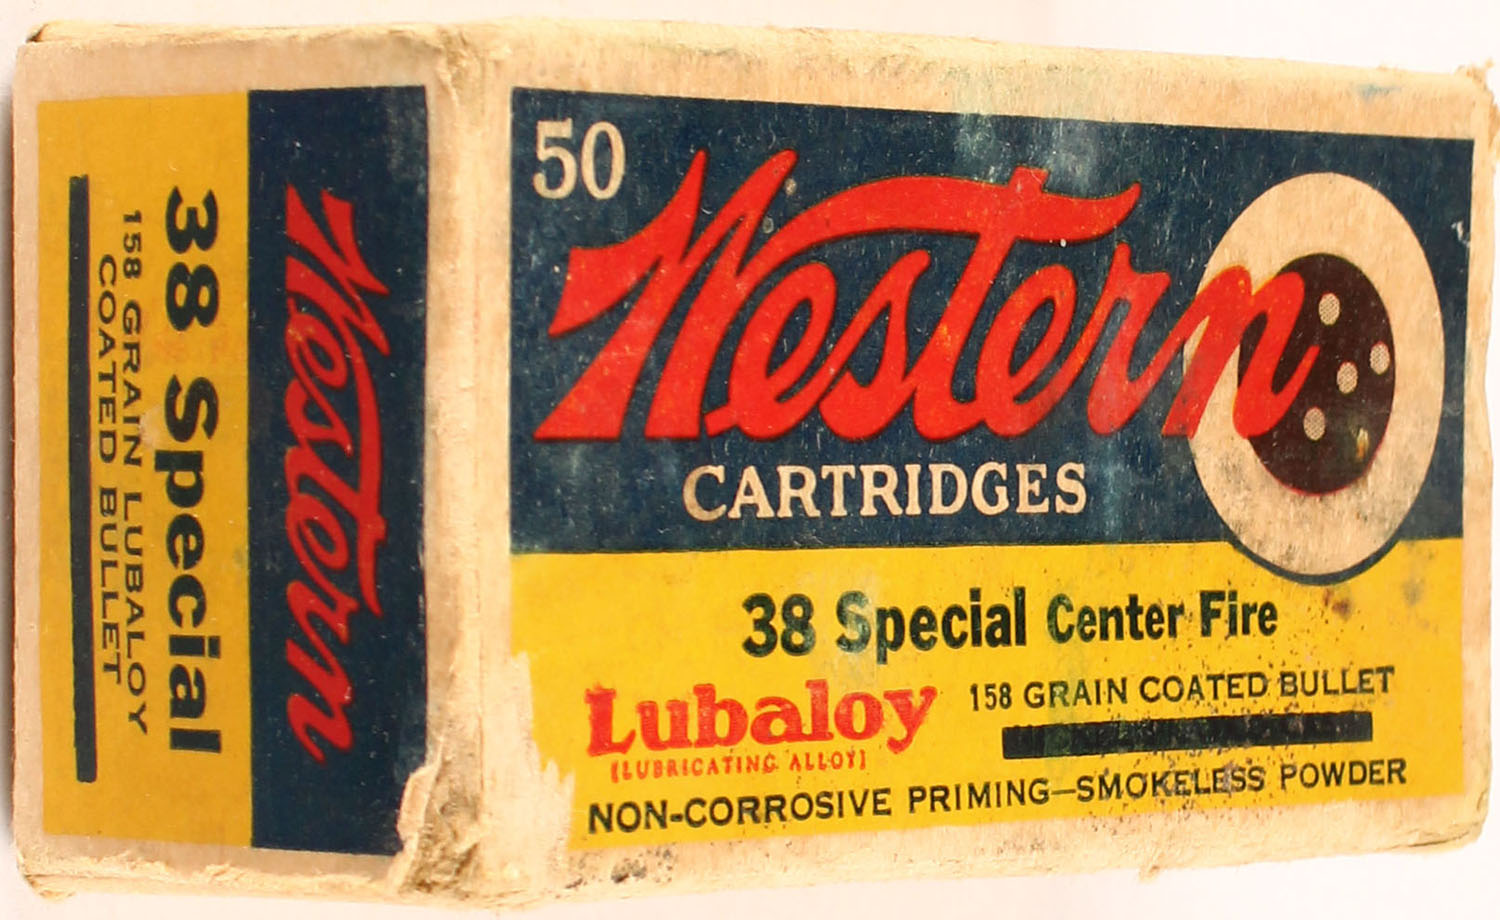 50
Western
CARTRIDGES
38 Special Center Fire
Lubaloy
(LUBRICATING ALLOY)
158 GRAIN COATED BULLET
NON-CORROSIVE PRIMING—SMOKELESS POWDER
Western
38 Special
158 GRAIN LUBALOY
COATED BULLET